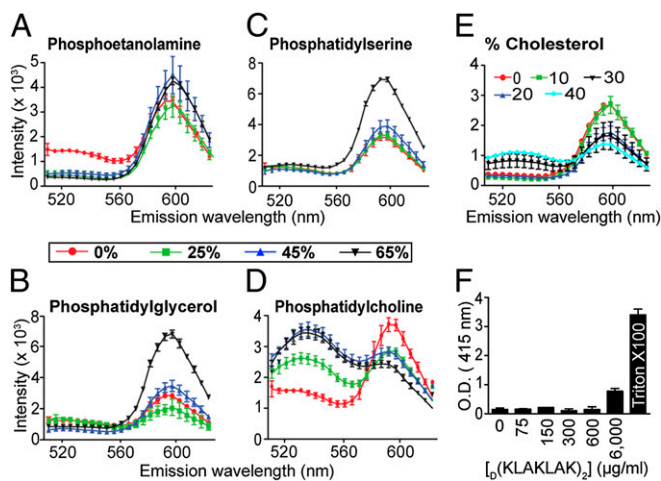 A
Phosphoetanolamine
Intensity (x 10³)
5
4
3
2
1
0
520 560 600
Emission wavelength (nm)
C
Phosphatidylserine
8
6
4
2
0
520 560 600
Emission wavelength (nm)
E
% Cholesterol
0 10 30
20 40
5
4
3
2
1
0
520 560 600
Emission wavelength (nm)
0% 25% 45% 65%
B
Phosphatidylglycerol
Intensity (x 10³)
8
6
4
2
0
520 560 600
Emission wavelength (nm)
D
Phosphatidylcholine
4
3
2
1
0
520 560 600
Emission wavelength (nm)
F
O.D. ( 415 nm)
4
3
1
0
Triton X100
0 75 150 300 600 6,000
[D(KLAKLAK)₂] (µg/ml)